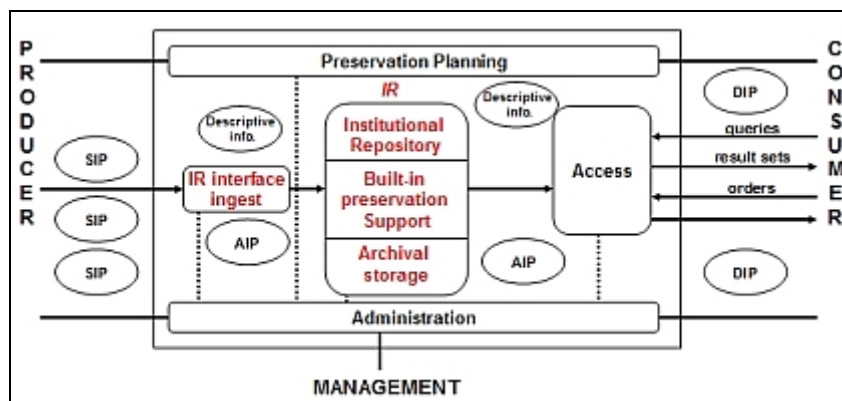 PRODUCER
Preservation Planning
CONSUMER
IR
Descriptive
info.
Descriptive
info.
DIP
Institutional
Repository
queries
SIP
result sets
IR interface
ingest
Built-in
preservation
Support
Access
orders
SIP
AIP
Archival
storage
AIP
SIP
DIP
Administration
MANAGEMENT